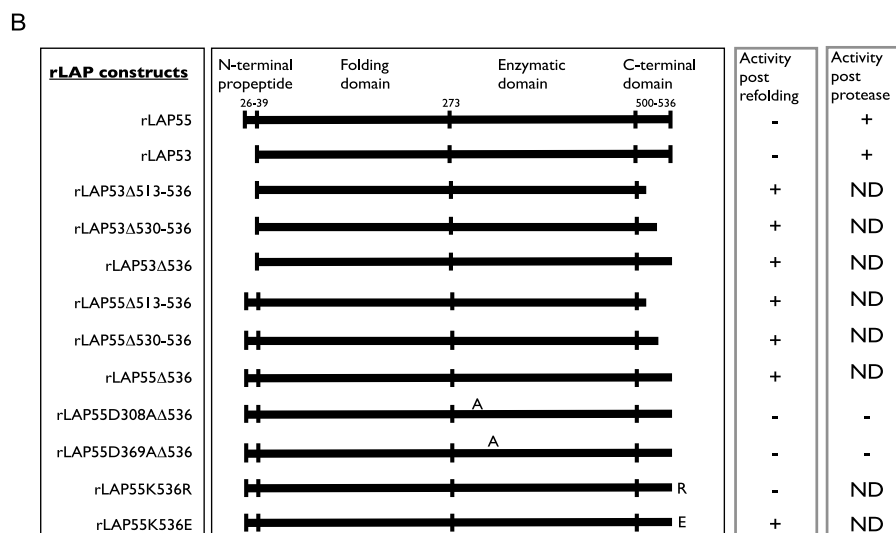 B
rLAP constructs
N-terminal propeptide
Folding domain
Enzymatic domain
C-terminal domain
Activity post refolding
Activity post protease
26-39
273
500-536
rLAP55 - +
rLAP53 - +
rLAP53Δ513-536 + ND
rLAP53Δ530-536 + ND
rLAP53Δ536 + ND
rLAP55Δ513-536 + ND
rLAP55Δ530-536 + ND
rLAP55Δ536 + ND
A
rLAP55D308AΔ536 - -
A
rLAP55D369AΔ536 - -
rLAP55K536R R - ND
rLAP55K536E E + ND